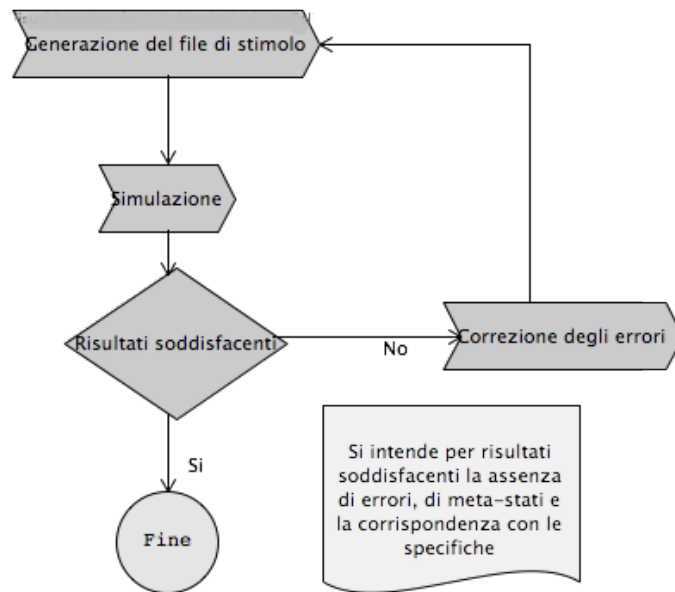 Generazione del file di stimolo
Simulazione
Risultati soddisfacenti
No
Correzione degli errori
Si
Fine
Si intende per risultati
soddisfacenti la assenza
di errori, di meta-stati e
la corrispondenza con le
specifiche